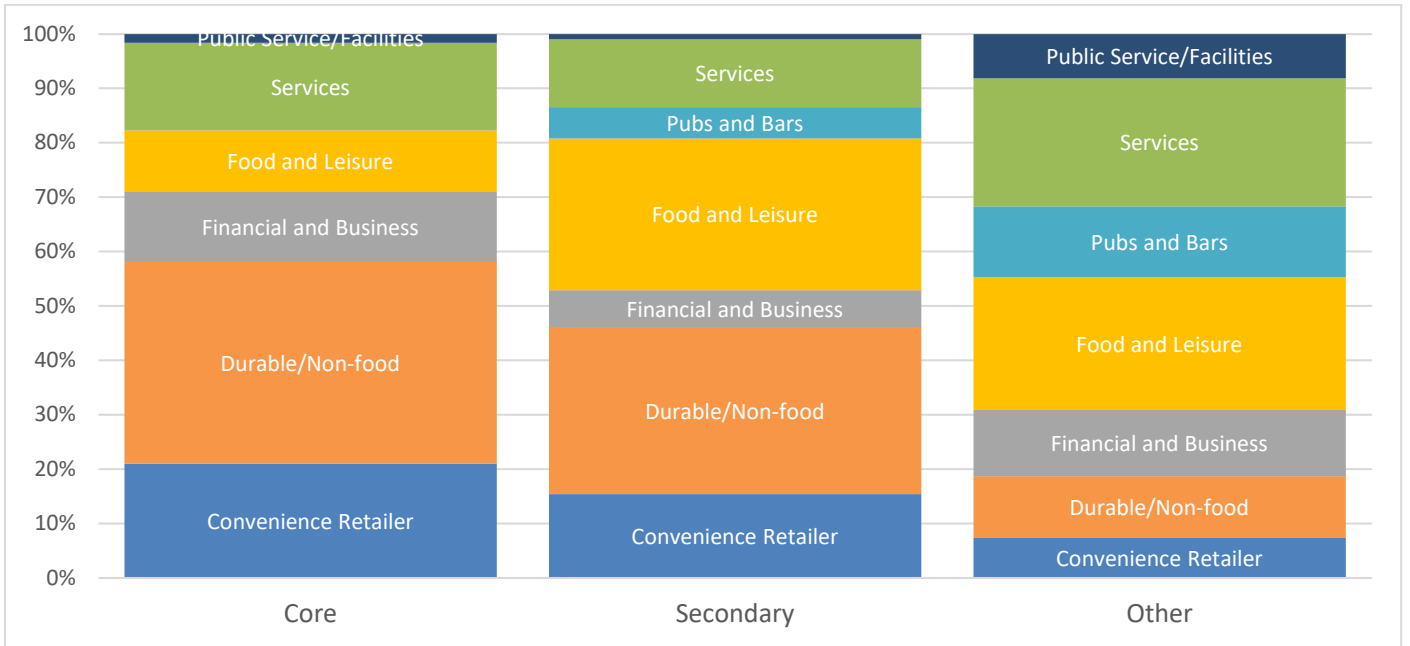 100%
90%
80%
70%
60%
50%
40%
30%
20%
10%
0%
Public Service/Facilities
Services
Food and Leisure
Financial and Business
Durable/Non-food
Convenience Retailer
Services
Pubs and Bars
Food and Leisure
Financial and Business
Durable/Non-food
Convenience Retailer
Public Service/Facilities
Services
Pubs and Bars
Food and Leisure
Financial and Business
Durable/Non-food
Convenience Retailer
Core
Secondary
Other